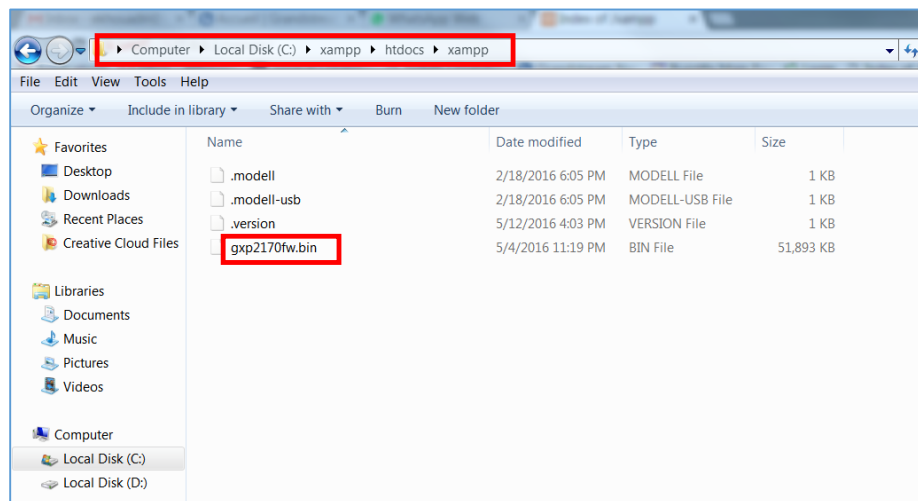 Computer Local Disk (C:) xampp htdocs xampp
File Edit View Tools Help
Organize Include in library Share with Burn New folder
Name Date modified Type Size
.modell 2/18/2016 6:05 PM MODELL File 1 KB
.modell-usb 2/18/2016 6:05 PM MODELL-USB File 1 KB
.version 5/12/2016 4:03 PM VERSION File 1 KB
gxp2170fw.bin 5/4/2016 11:19 PM BIN File 51,893 KB
Favorites
Desktop
Downloads
Recent Places
Creative Cloud Files
Libraries
Documents
Music
Pictures
Videos
Computer
Local Disk (C:)
Local Disk (D:)